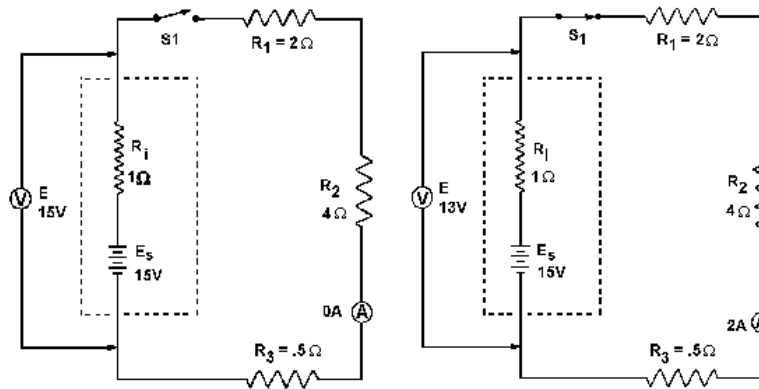 S1
R1 = 2Ω
Ri
1Ω
E
15V
R2
4Ω
Es
15V
0A
A
V
R3 = .5Ω
S1
R1 = 2Ω
RI
1Ω
E
13V
R2
4Ω
Es
15V
2A
A
V
R3 = .5Ω